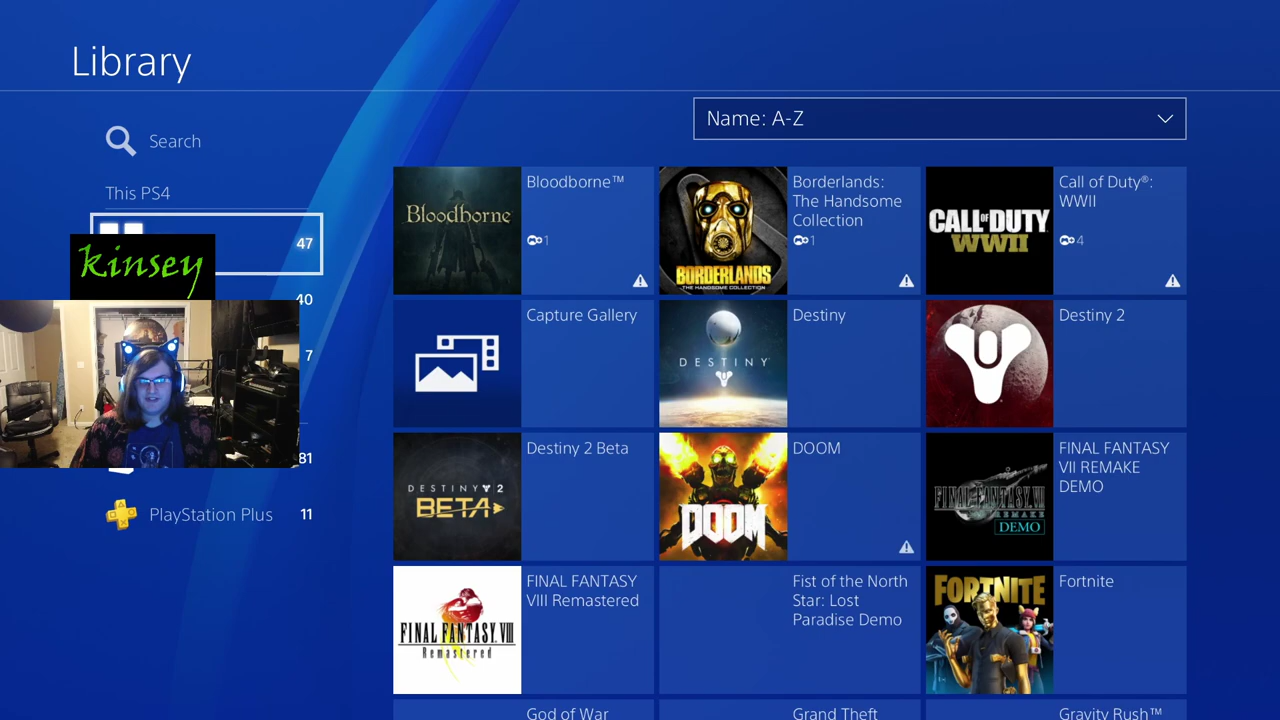 Library
Search
Name: A-Z
This PS4
47
kinsey
40
7
81
PlayStation Plus 11
Bloodborne
Bloodborne™
1
BORDERLANDS
THE HANDSOME COLLECTION
Borderlands:
The Handsome
Collection
1
CALL OF DUTY
WWII
Call of Duty®:
WWII
4
Capture Gallery
DESTINY
Destiny
Destiny 2
DESTINY 2
BETA
Destiny 2 Beta
DOOM
DOOM
FINAL FANTASY VII
REMAKE
DEMO
FINAL FANTASY
VII REMAKE
DEMO
FINAL FANTASY VIII
Remastered
FINAL FANTASY
VIII Remastered
Fist of the North
Star: Lost
Paradise Demo
FORTNITE
Fortnite
God of War
Grand Theft
Gravity Rush™